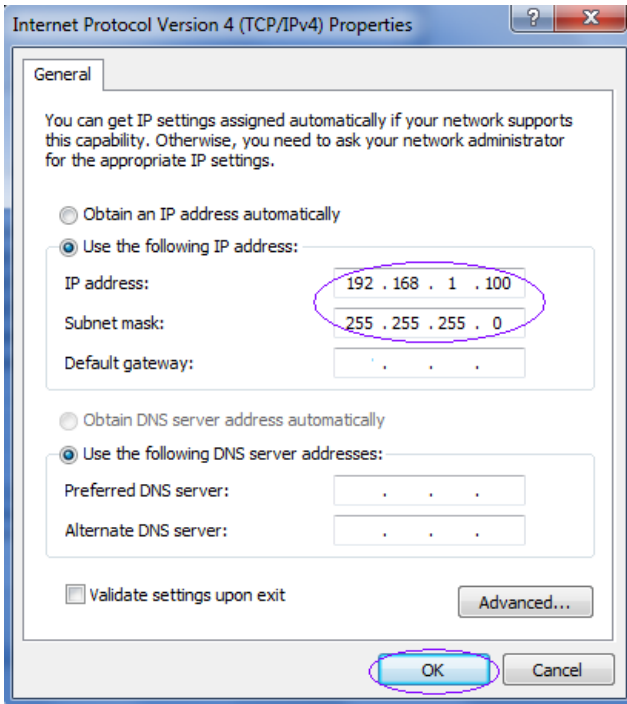 Internet Protocol Version 4 (TCP/IPv4) Properties
?
X
General
You can get IP settings assigned automatically if your network supports
this capability. Otherwise, you need to ask your network administrator
for the appropriate IP settings.
Obtain an IP address automatically
Use the following IP address:
IP address: 192 . 168 . 1 . 100
Subnet mask: 255 . 255 . 255 . 0
Default gateway: . . .
Obtain DNS server address automatically
Use the following DNS server addresses:
Preferred DNS server: . . .
Alternate DNS server: . . .
Validate settings upon exit
Advanced...
OK Cancel